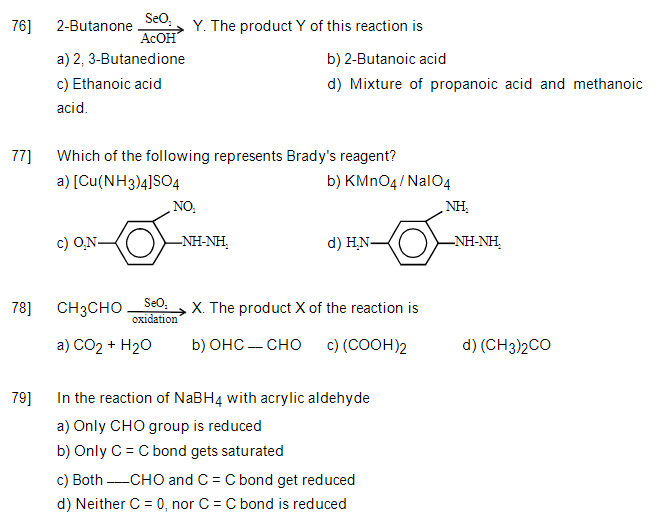 76] 2-Butanone SeO₂ AcOH Y. The product Y of this reaction is
a) 2, 3-Butanedione b) 2-Butanoic acid
c) Ethanoic acid d) Mixture of propanoic acid and methanoic
acid.
77] Which of the following represents Brady's reagent?
a) [Cu(NH3)4]SO4 b) KMnO4 / NaIO4
NO₂ NH₂
c) O₂N- -NH-NH₂ d) H₂N- -NH-NH₂
78] CH3CHO SeO₂ oxidation X. The product X of the reaction is
a) CO2 + H2O b) OHC — CHO c) (COOH)2 d) (CH3)2CO
79] In the reaction of NaBH4 with acrylic aldehyde
a) Only CHO group is reduced
b) Only C = C bond gets saturated
c) Both —CHO and C = C bond get reduced
d) Neither C = 0, nor C = C bond is reduced